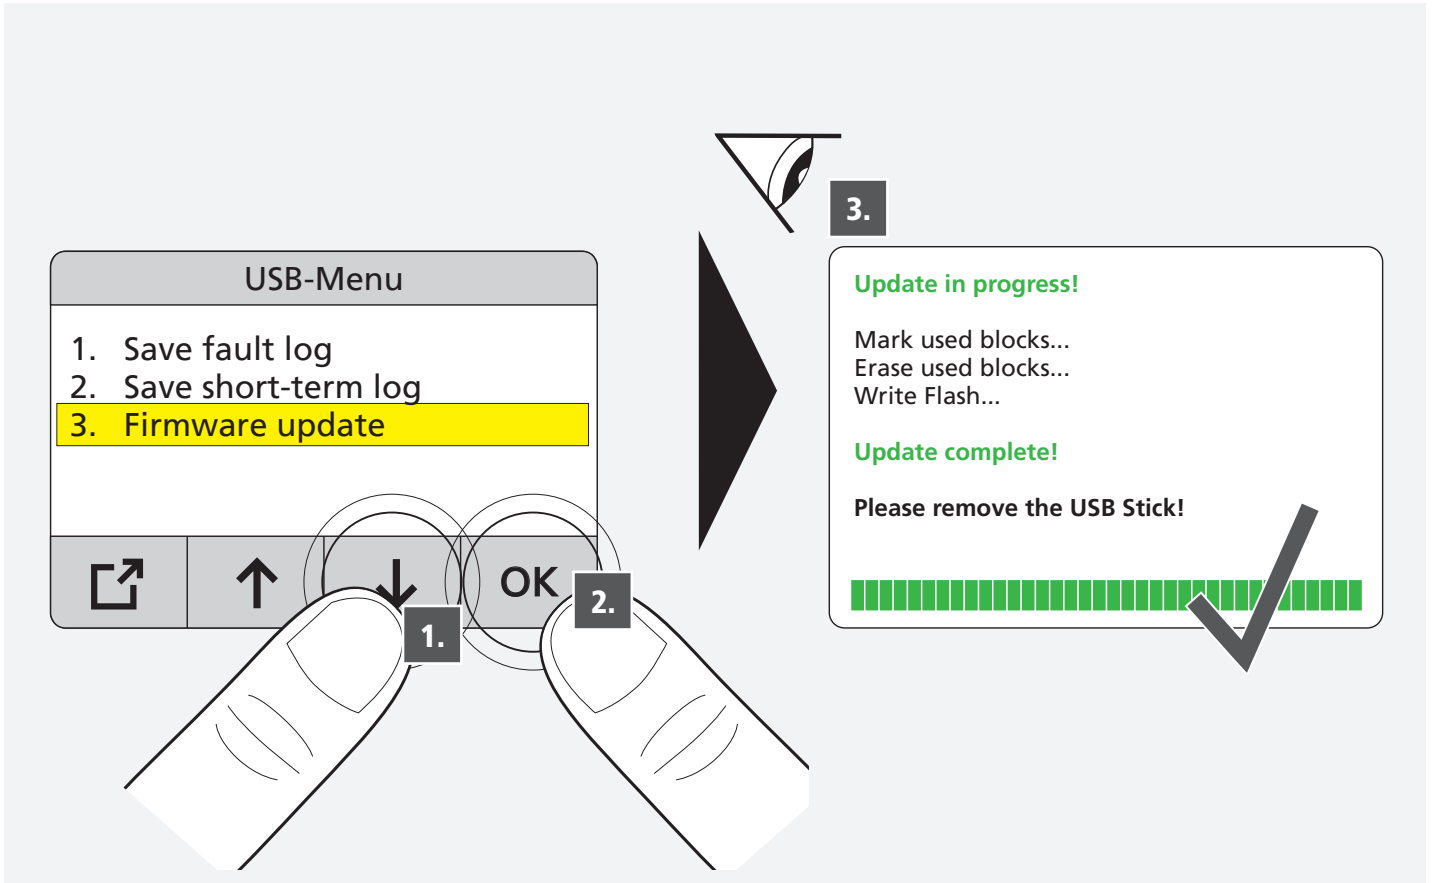 USB-Menu
1. Save fault log
2. Save short-term log
3. Firmware update
OK
1.
2.
3.
Update in progress!
Mark used blocks...
Erase used blocks...
Write Flash...
Update complete!
Please remove the USB Stick!